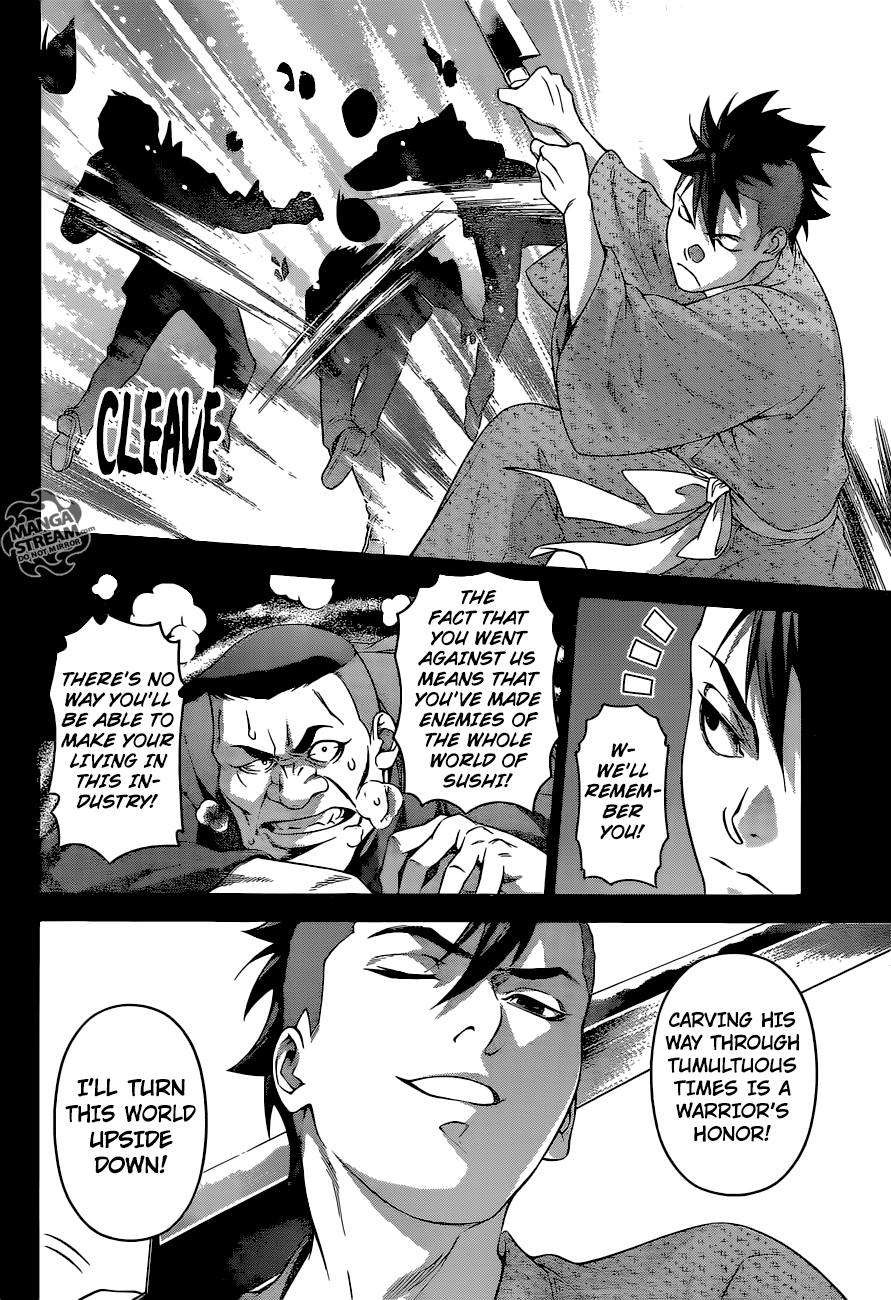 CLEAVE
MANGA
STREAM.com
DO NOT MIRROR
W-
WE'LL
REMEM-
BER
YOU!
THE
FACT THAT
YOU WENT
AGAINST US
MEANS THAT
YOU'VE MADE
ENEMIES OF
THE WHOLE
WORLD OF
SUSHI!
THERE'S NO
WAY YOU'LL
BE ABLE TO
MAKE YOUR
LIVING IN
THIS IN-
DUSTRY!
CARVING HIS
WAY THROUGH
TUMULTUOUS
TIMES IS A
WARRIOR'S
HONOR!
I'LL TURN
THIS WORLD
UPSIDE
DOWN!